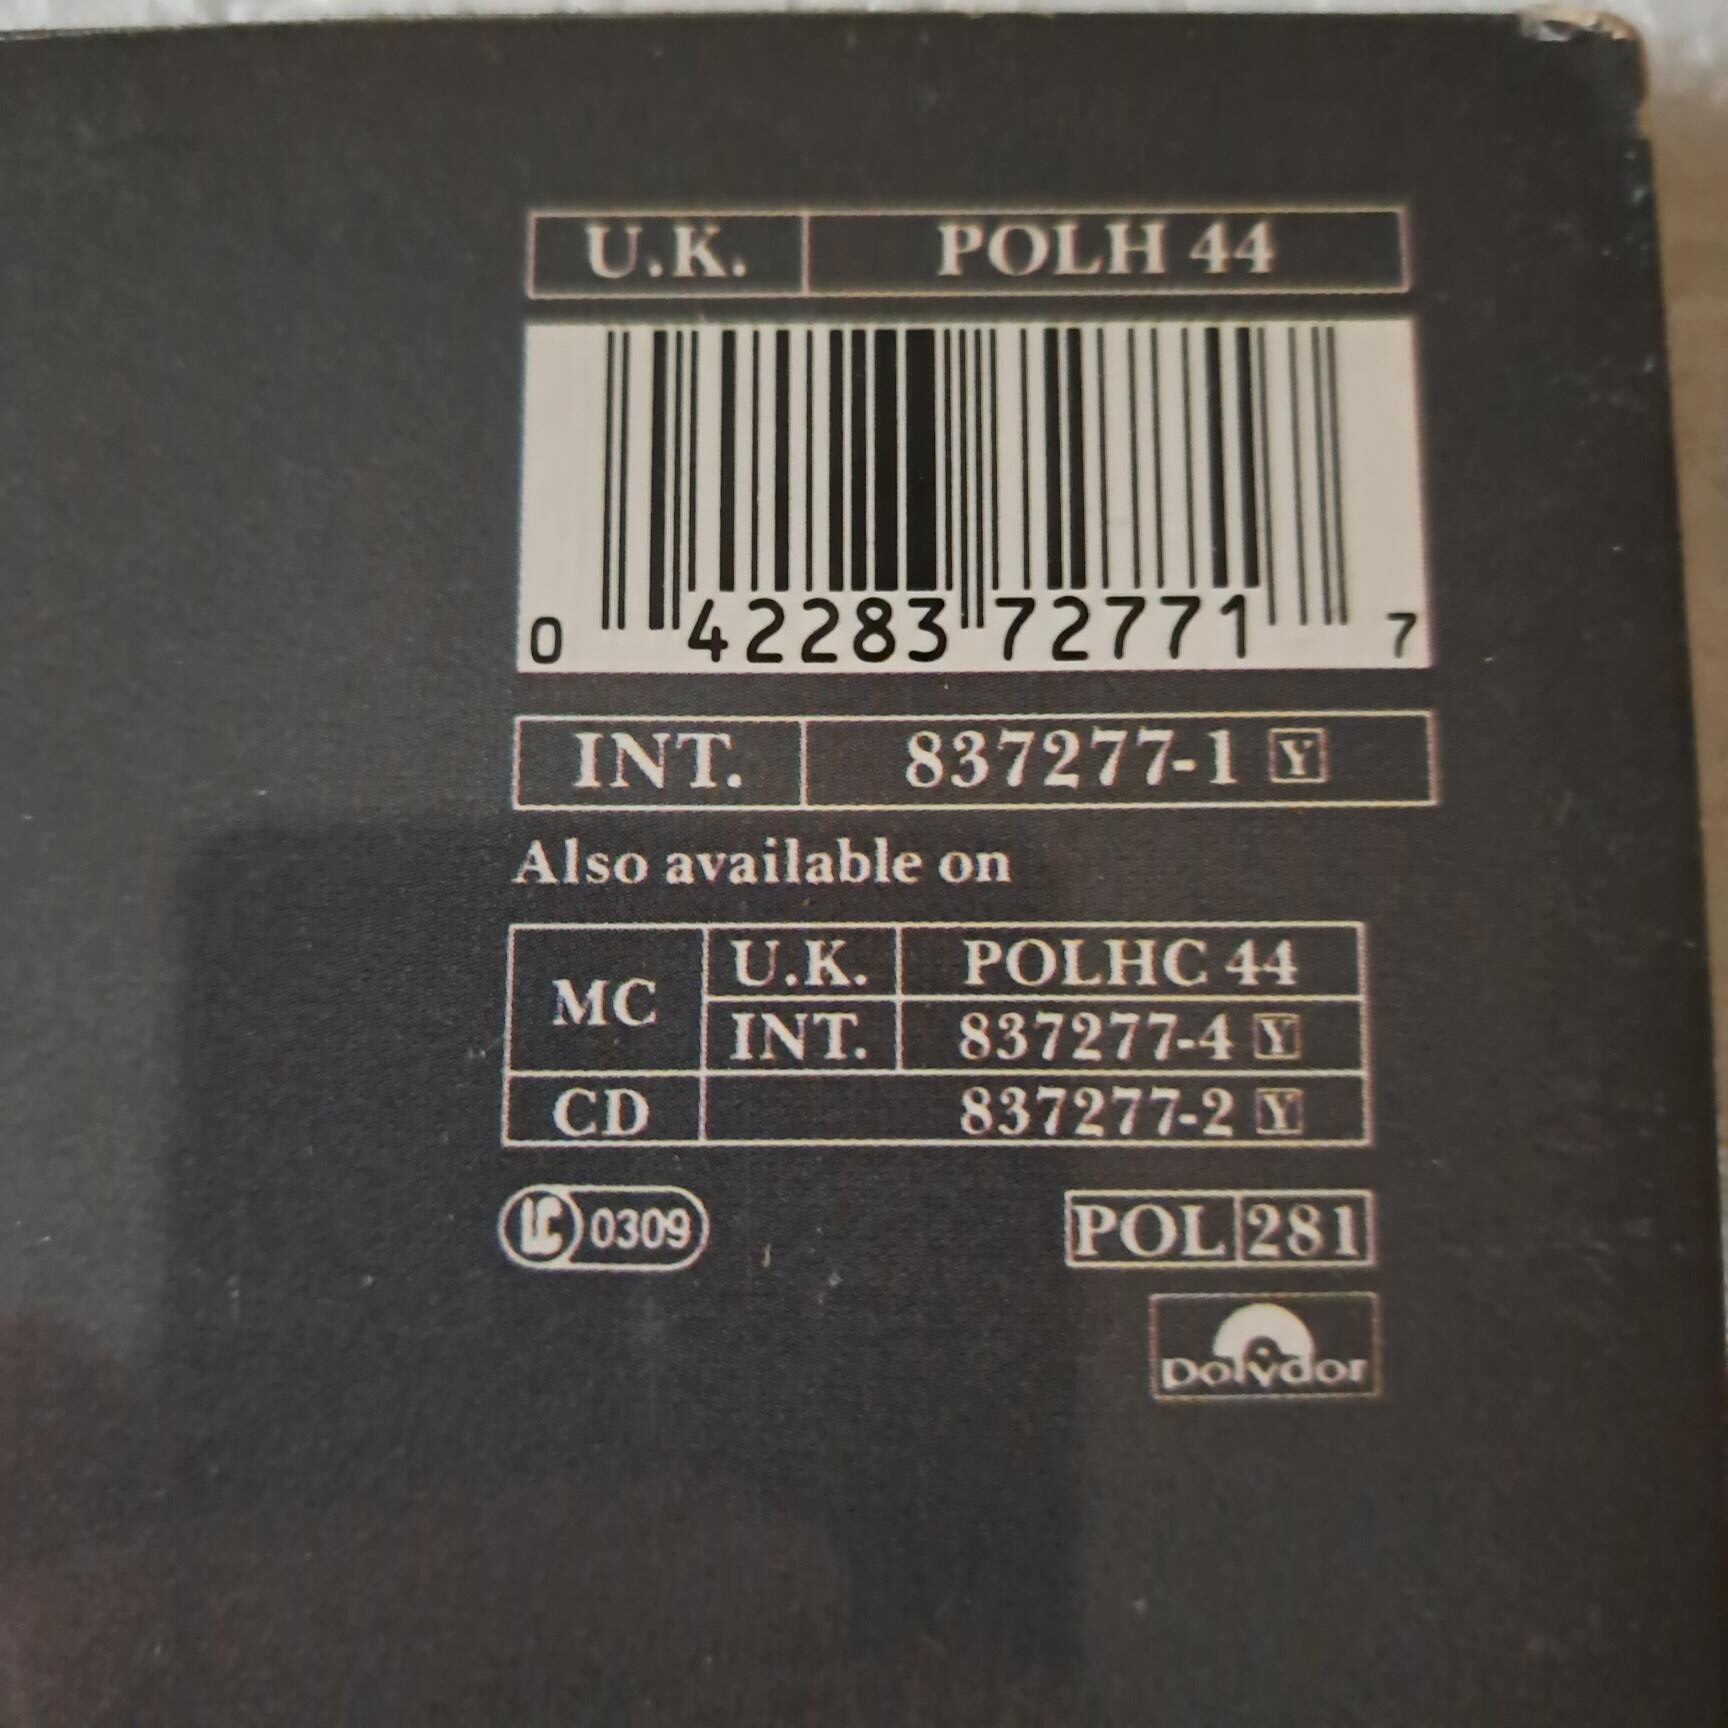 U.K. POLH 44
0 42283 72771 7
INT. 837277-1 Y
Also available on
MC U.K. POLHC 44
INT. 837277-4 Y
CD 837277-2 Y
LC 0309 POL 281
Polydor